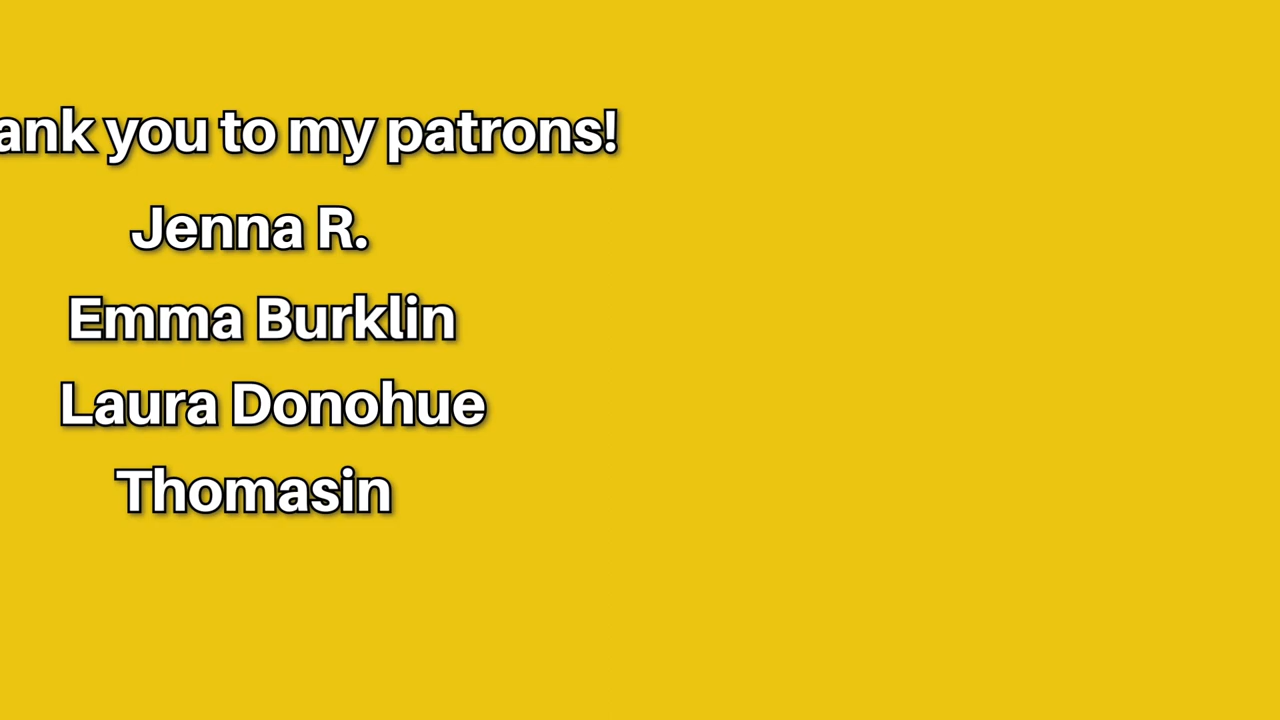 ank you to my patrons!
Jenna R.
Emma Burklin
Laura Donohue
Thomasin